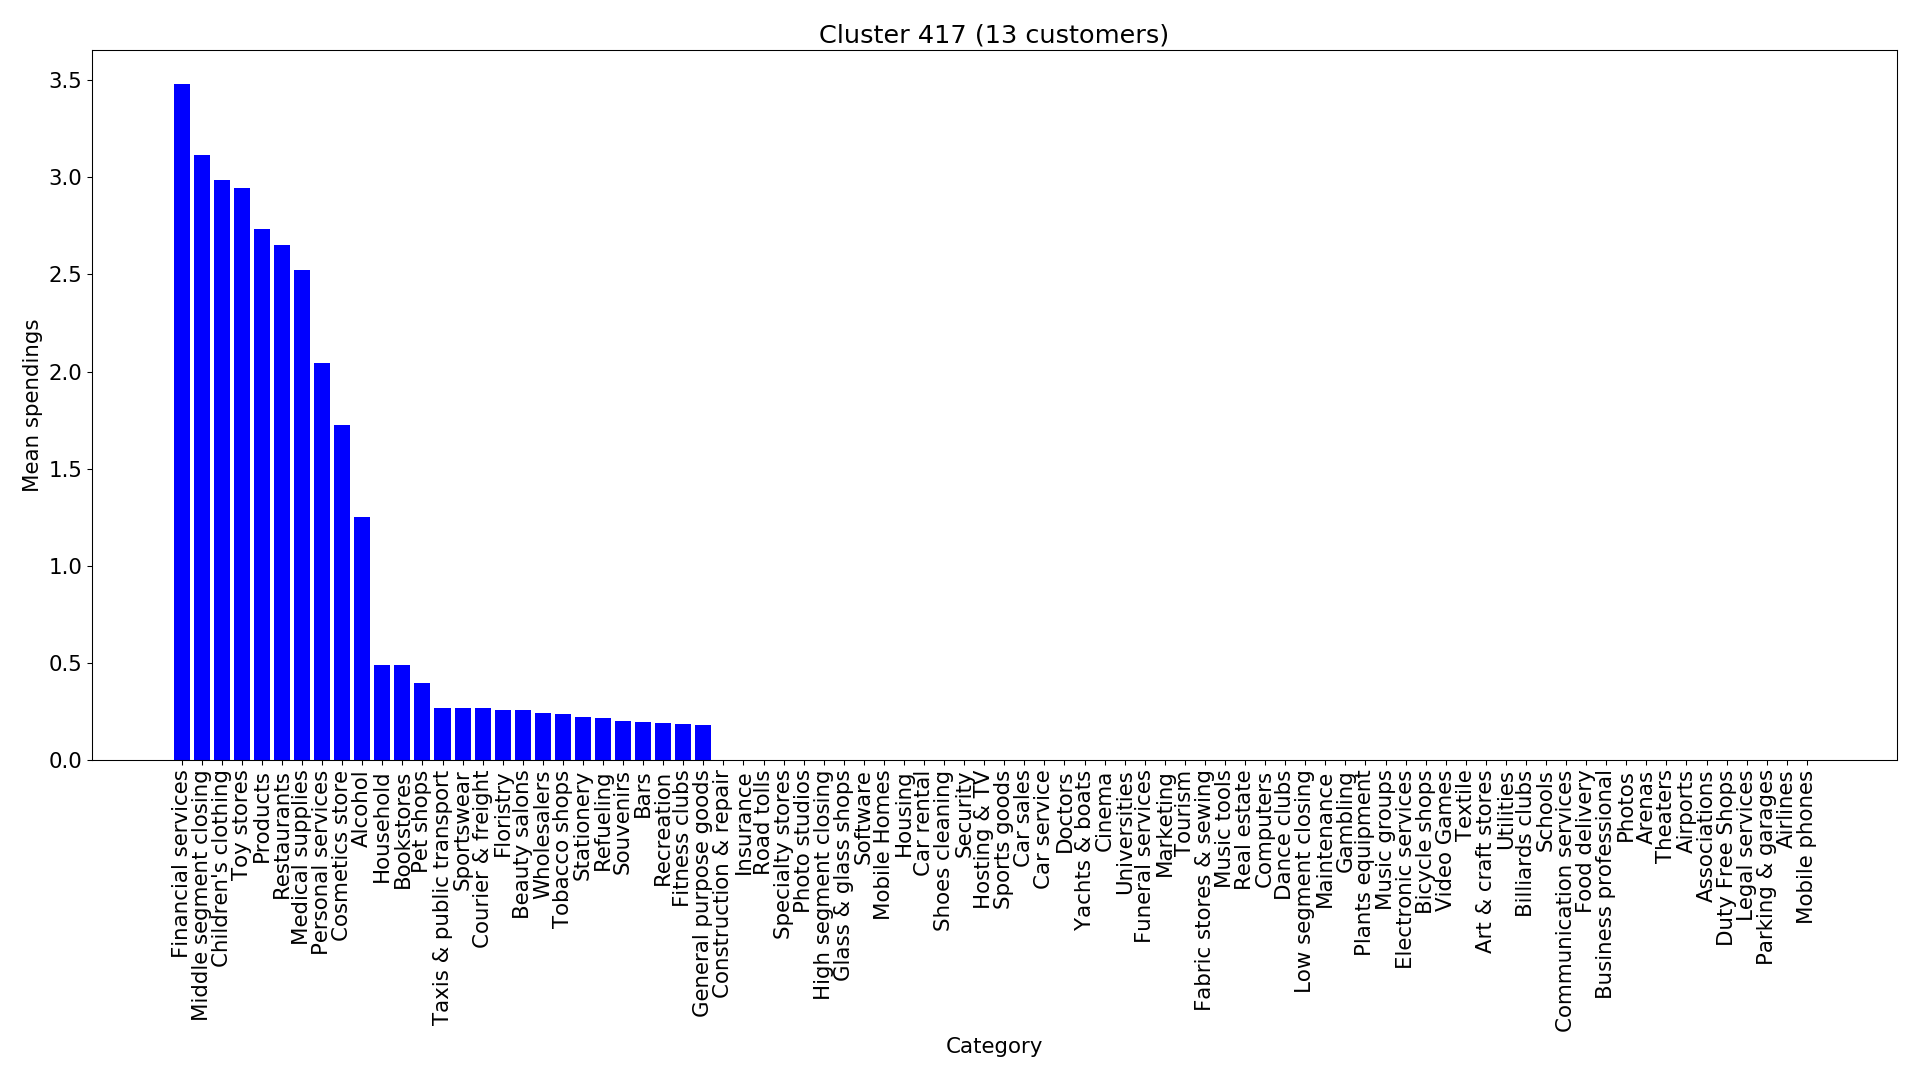 Cluster 417 (13 customers)
Mean spendings
3.5
3.0
2.5
2.0
1.5
1.0
0.5
0.0
Financial services
Middle segment closing
Children's clothing
Toy stores
Products
Restaurants
Medical supplies
Personal services
Cosmetics store
Alcohol
Household
Bookstores
Pet shops
Taxis & public transport
Sportswear
Courier & freight
Floristry
Beauty salons
Wholesalers
Tobacco shops
Stationery
Refueling
Souvenirs
Bars
Recreation
Fitness clubs
General purpose goods
Construction & repair
Insurance
Road tolls
Specialty stores
Photo studios
High segment closing
Glass & glass shops
Software
Mobile Homes
Housing
Car rental
Shoes cleaning
Security
Hosting & TV
Sports goods
Car sales
Car service
Doctors
Yachts & boats
Cinema
Universities
Funeral services
Marketing
Tourism
Fabric stores & sewing
Music tools
Real estate
Computers
Dance clubs
Low segment closing
Maintenance
Gambling
Plants equipment
Music groups
Electronic services
Bicycle shops
Video Games
Textile
Art & craft stores
Utilities
Billiards clubs
Schools
Communication services
Food delivery
Business professional
Photos
Arenas
Theaters
Airports
Associations
Duty Free Shops
Legal services
Parking & garages
Airlines
Mobile phones
Category